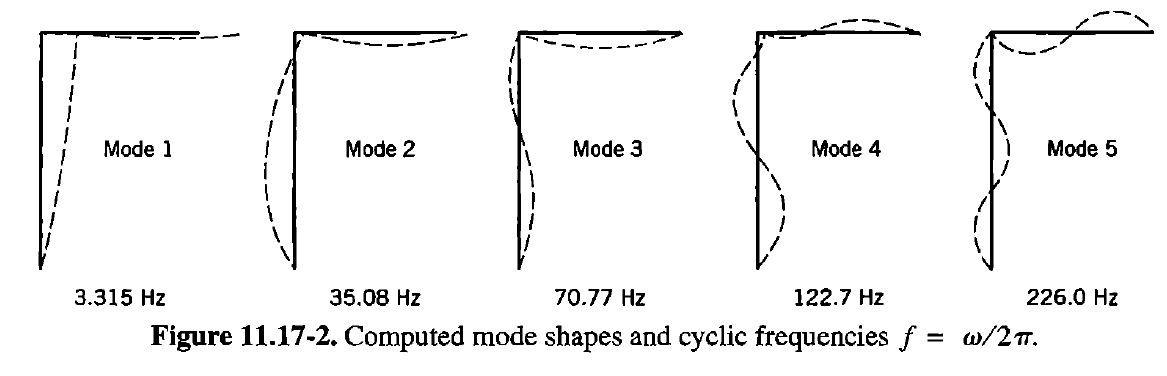 Mode 1 Mode 2 Mode 3 Mode 4 Mode 5
3.315 Hz 35.08 Hz 70.77 Hz 122.7 Hz 226.0 Hz
Figure 11.17-2. Computed mode shapes and cyclic frequencies f = ω/2π.